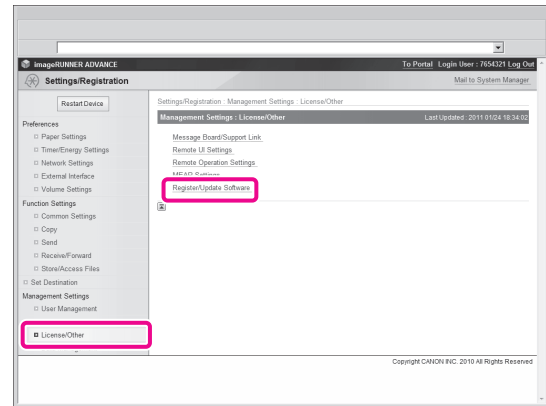 imageRUNNER ADVANCE
To Portal Login User : 7654321 Log Out
Settings/Registration
Mail to System Manager
Restart Device
Settings/Registration : Management Settings : License/Other
Management Settings : License/Other
Last Updated : 2011 01/24 18:34:02
Preferences
Paper Settings
Timer/Energy Settings
Network Settings
External Interface
Volume Settings
Function Settings
Common Settings
Copy
Send
Receive/Forward
Store/Access Files
Set Destination
Management Settings
User Management
License/Other
Message Board/Support Link
Remote UI Settings
Remote Operation Settings
MEAP Settings
Register/Update Software
Copyright CANON INC. 2010 All Rights Reserved